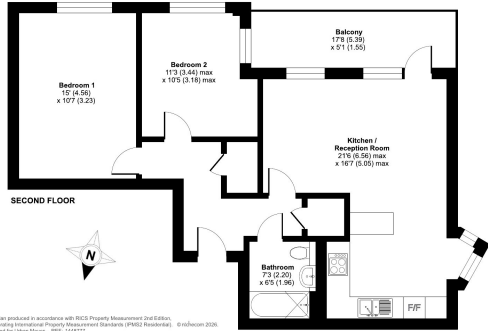 Balcony
17'8 (5.39)
x 5'1 (1.55)
Bedroom 2
11'3 (3.44) max
x 10'5 (3.18) max
Bedroom 1
15' (4.56)
x 10'7 (3.23)
Kitchen /
Reception Room
21'6 (6.56) max
x 16'7 (5.05) max
SECOND FLOOR
N
Bathroom
7'3 (2.20)
x 6'5 (1.96)
F/F
an produced in accordance with RICS Property Measurement 2nd Edition,
rating International Property Measurement Standards (IPMS2 Residential). © nichecom 2026.